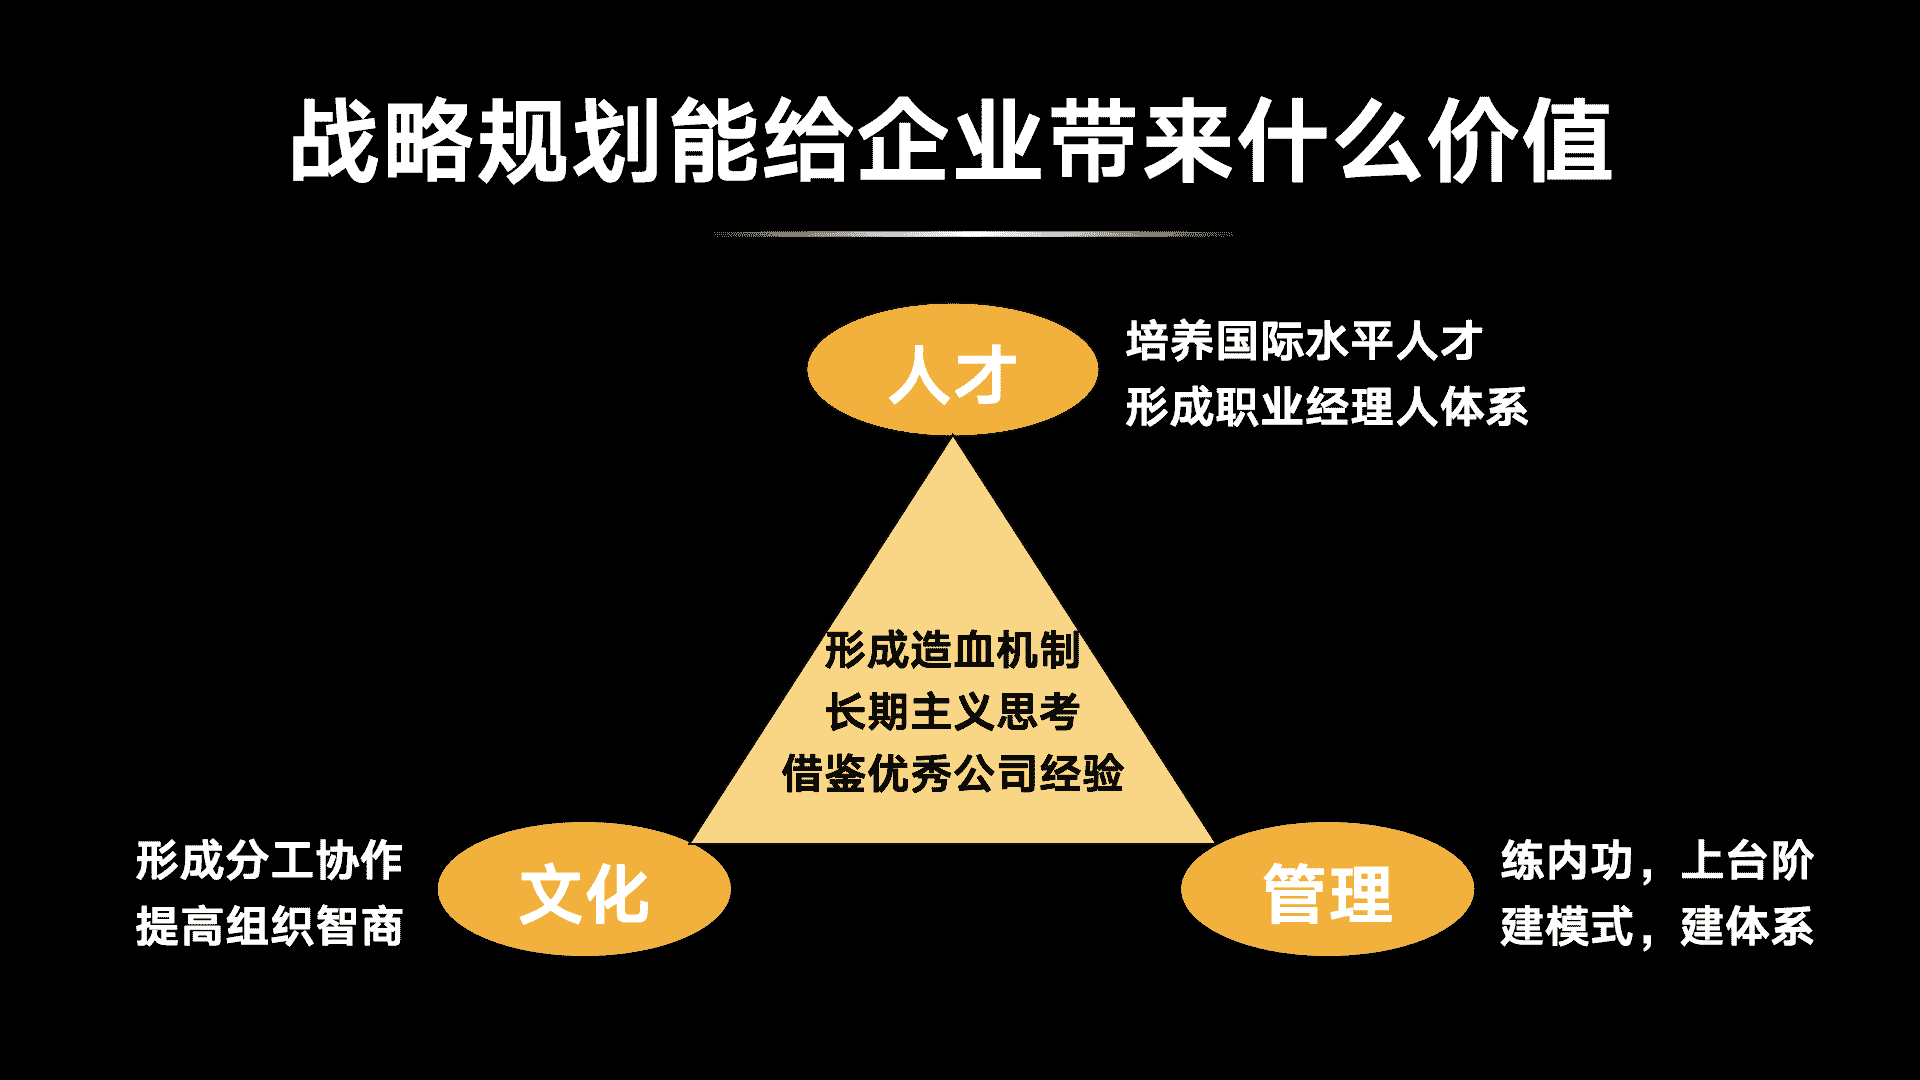 战略规划能给企业带来什么价值
人才
培养国际水平人才
形成职业经理人体系
形成造血机制
长期主义思考
借鉴优秀公司经验
形成分工协作
提高组织智商
文化
管理
练内功，上台阶
建模式，建体系